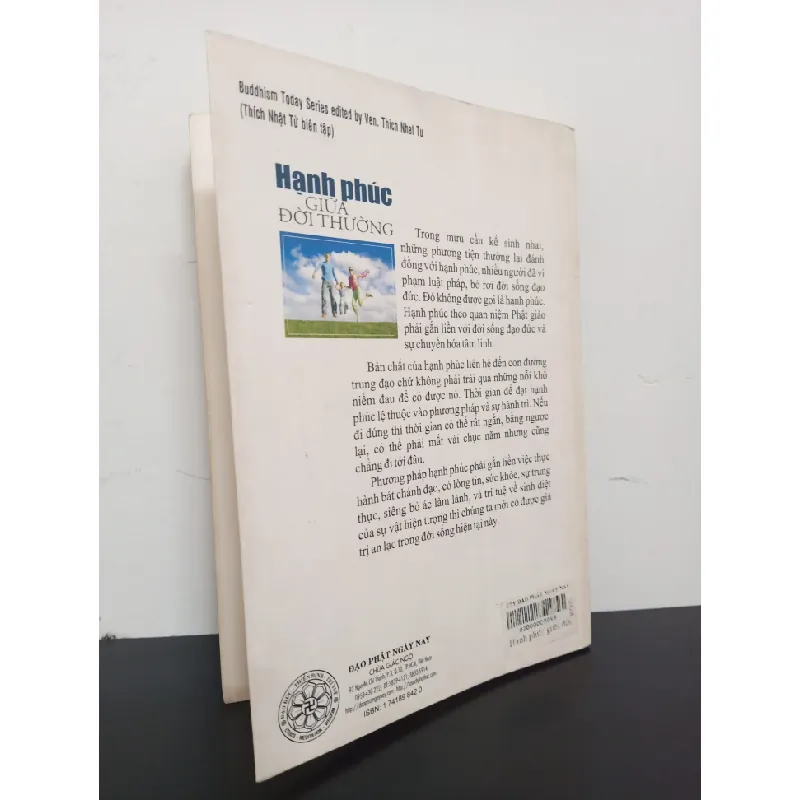 Buddhism Today Series edited by Ven. Thich Nhat Tu
(Thích Nhật Từ biên tập)
Hạnh phúc
GIỮA
ĐỜI THƯỜNG
Trong mưu cầu kế sinh nhai,
những phương tiện thường lại đánh
đồng với hạnh phúc, nhiều người đã vi
phạm luật pháp, bỏ rơi đời sống đạo
đức. Đó không được gọi là hạnh phúc.
Hạnh phúc theo quan niệm Phật giáo
phải gắn liền với đời sống đạo đức và
sự chuyển hóa tâm linh.
Bản chất của hạnh phúc liên hệ đến con đường
trung đạo chứ không phải trải qua những nỗi khổ
niềm đau để có được nó. Thời gian để đạt hạnh
phúc lệ thuộc vào phương pháp và sự hành trì. Nếu
đi đúng thì thời gian có thể rất ngắn, bằng ngược
lại, có thể phải mất vài chục năm nhưng cũng
chẳng đi tới đâu.
Phương pháp hạnh phúc phải gắn liền việc thực
hành bát chánh đạo, có lòng tin, sức khỏe, sự trung
thực, siêng bỏ ác làm lành, và trí tuệ về sinh diệt
của sự vật hiện tượng thì chúng ta mới có được giá
trị an lạc trong đời sống hiện tại này.
ĐẠO PHẬT NGÀY NAY
CHÙA GIÁC NGỘ
ISBN: 1 74189 842 0
Hạnh phúc giữa đời